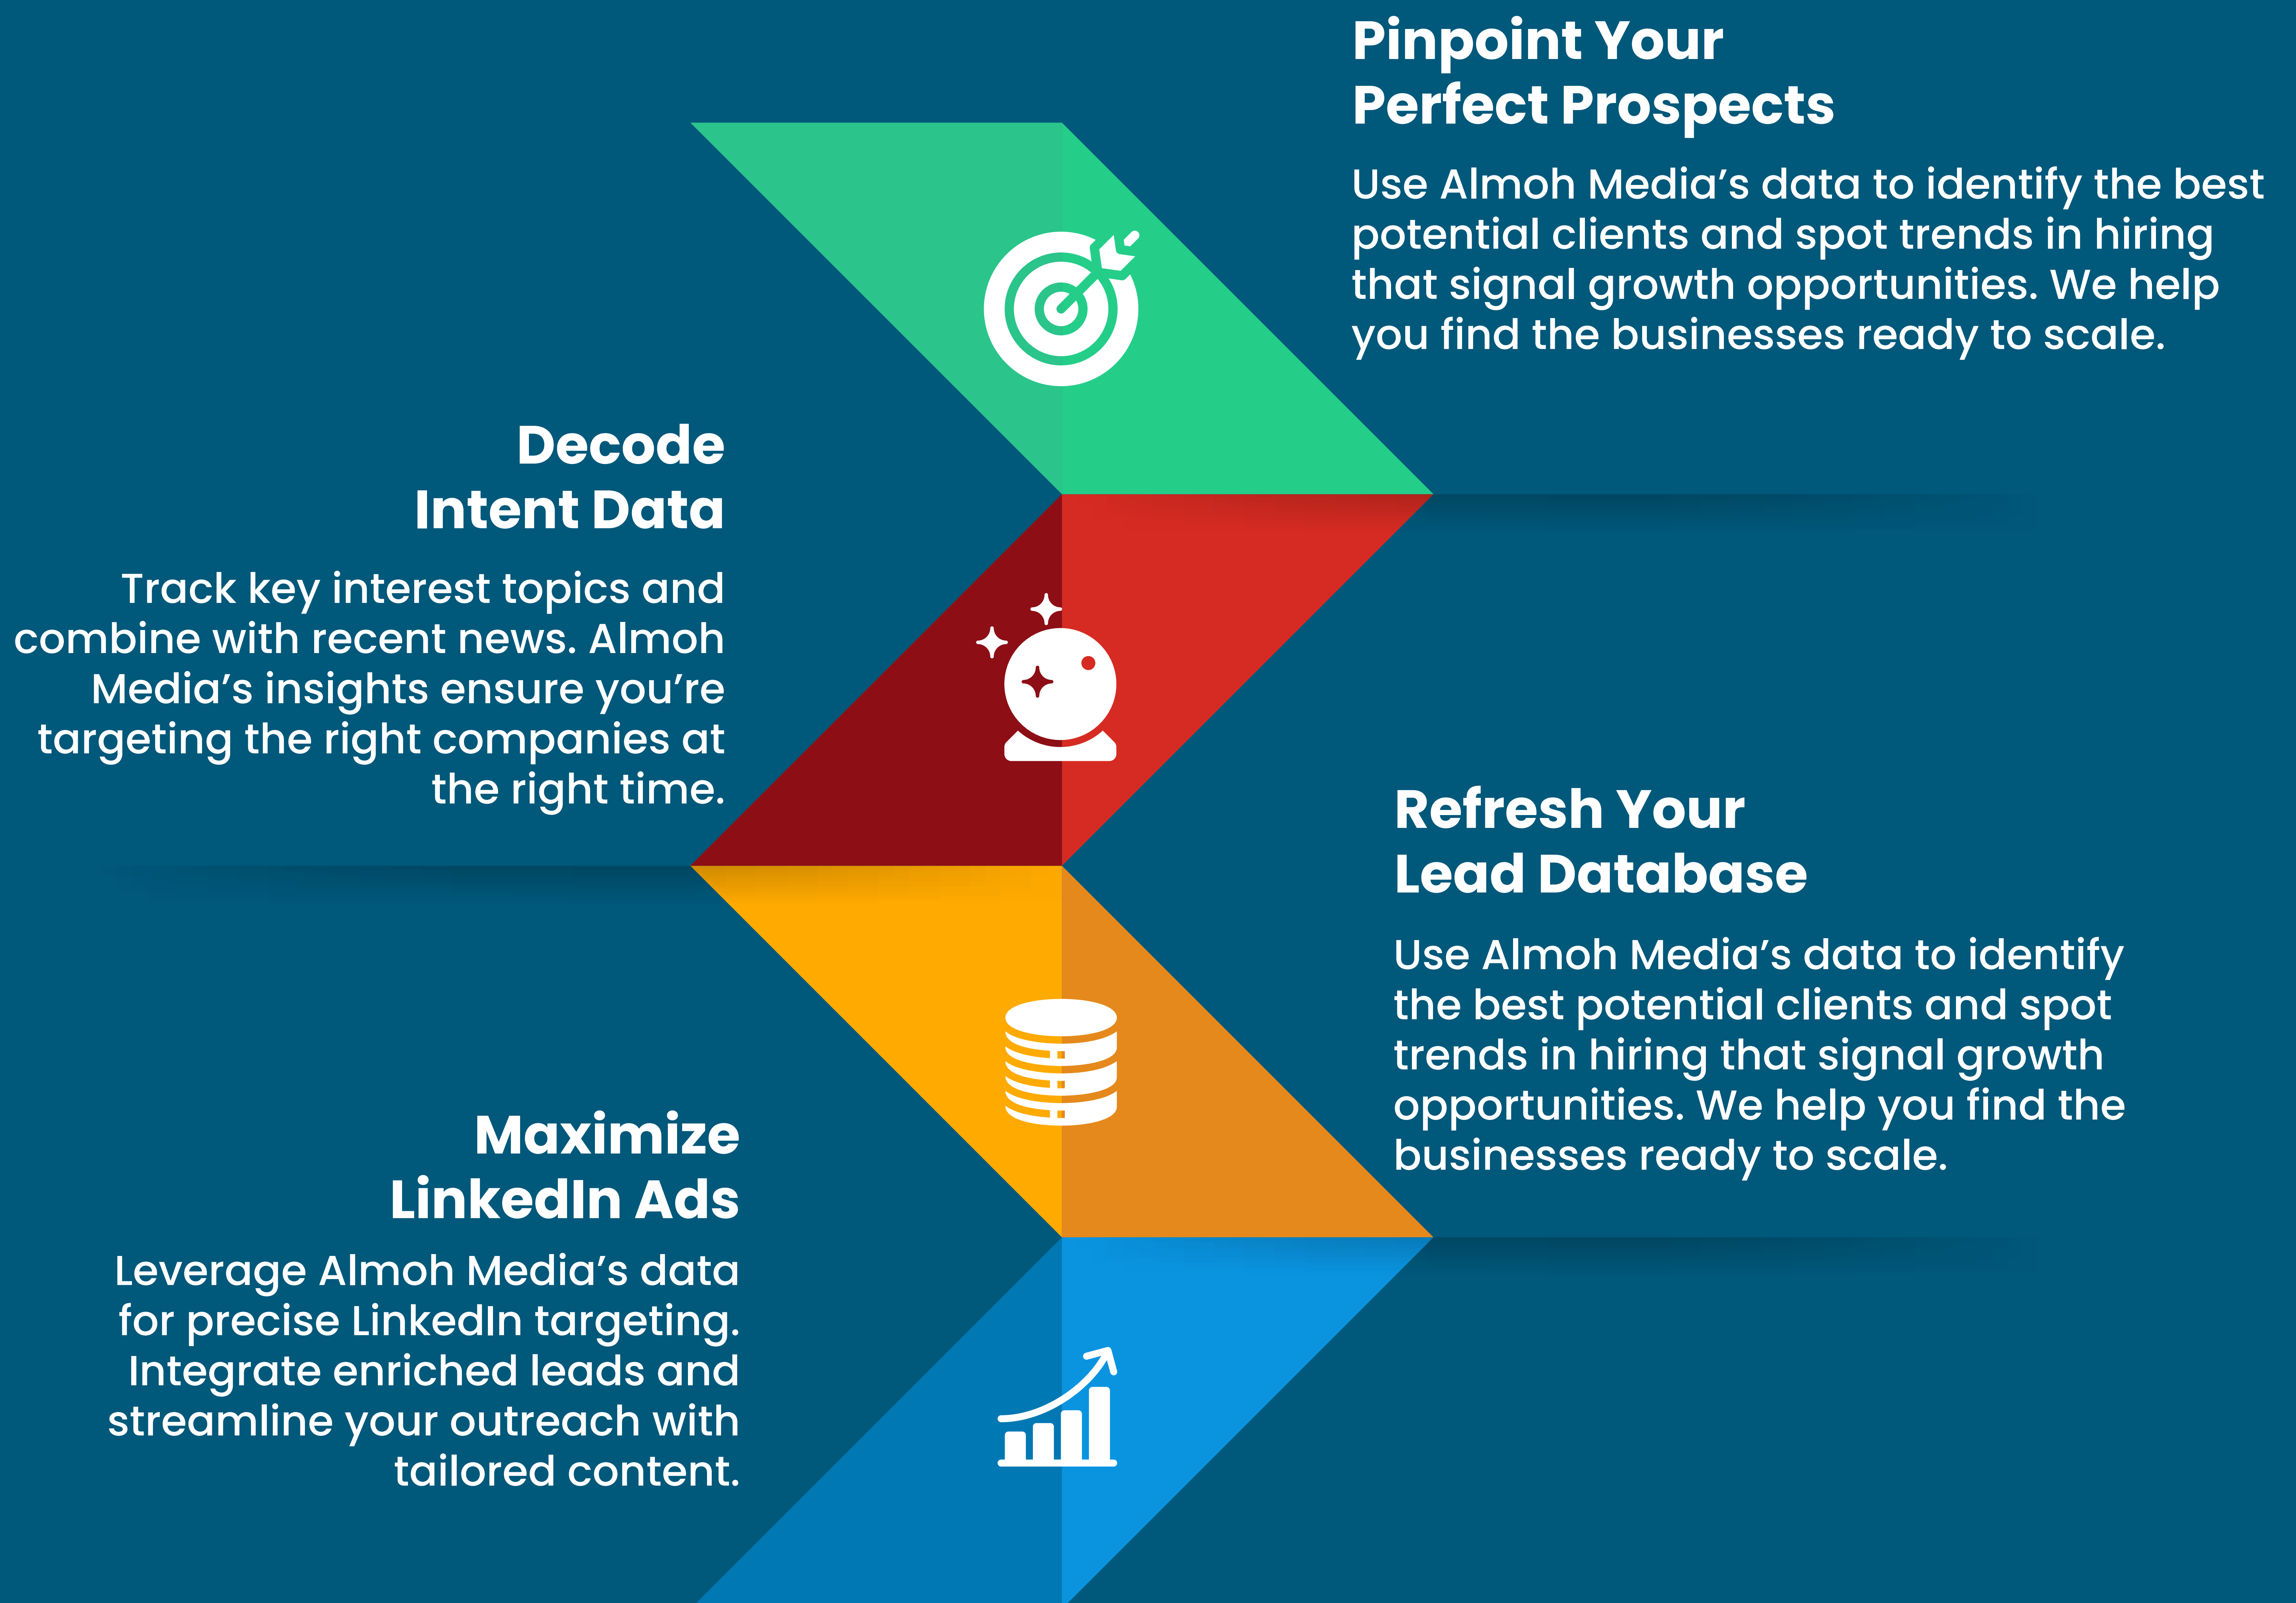 Pinpoint Your
Perfect Prospects
Use Almoh Media’s data to identify the best
potential clients and spot trends in hiring
that signal growth opportunities. We help
you find the businesses ready to scale.
Decode
Intent Data
Track key interest topics and
combine with recent news. Almoh
Media’s insights ensure you’re
targeting the right companies at
the right time.
Refresh Your
Lead Database
Use Almoh Media’s data to identify
the best potential clients and spot
trends in hiring that signal growth
opportunities. We help you find the
businesses ready to scale.
Maximize
LinkedIn Ads
Leverage Almoh Media’s data
for precise LinkedIn targeting.
Integrate enriched leads and
streamline your outreach with
tailored content.